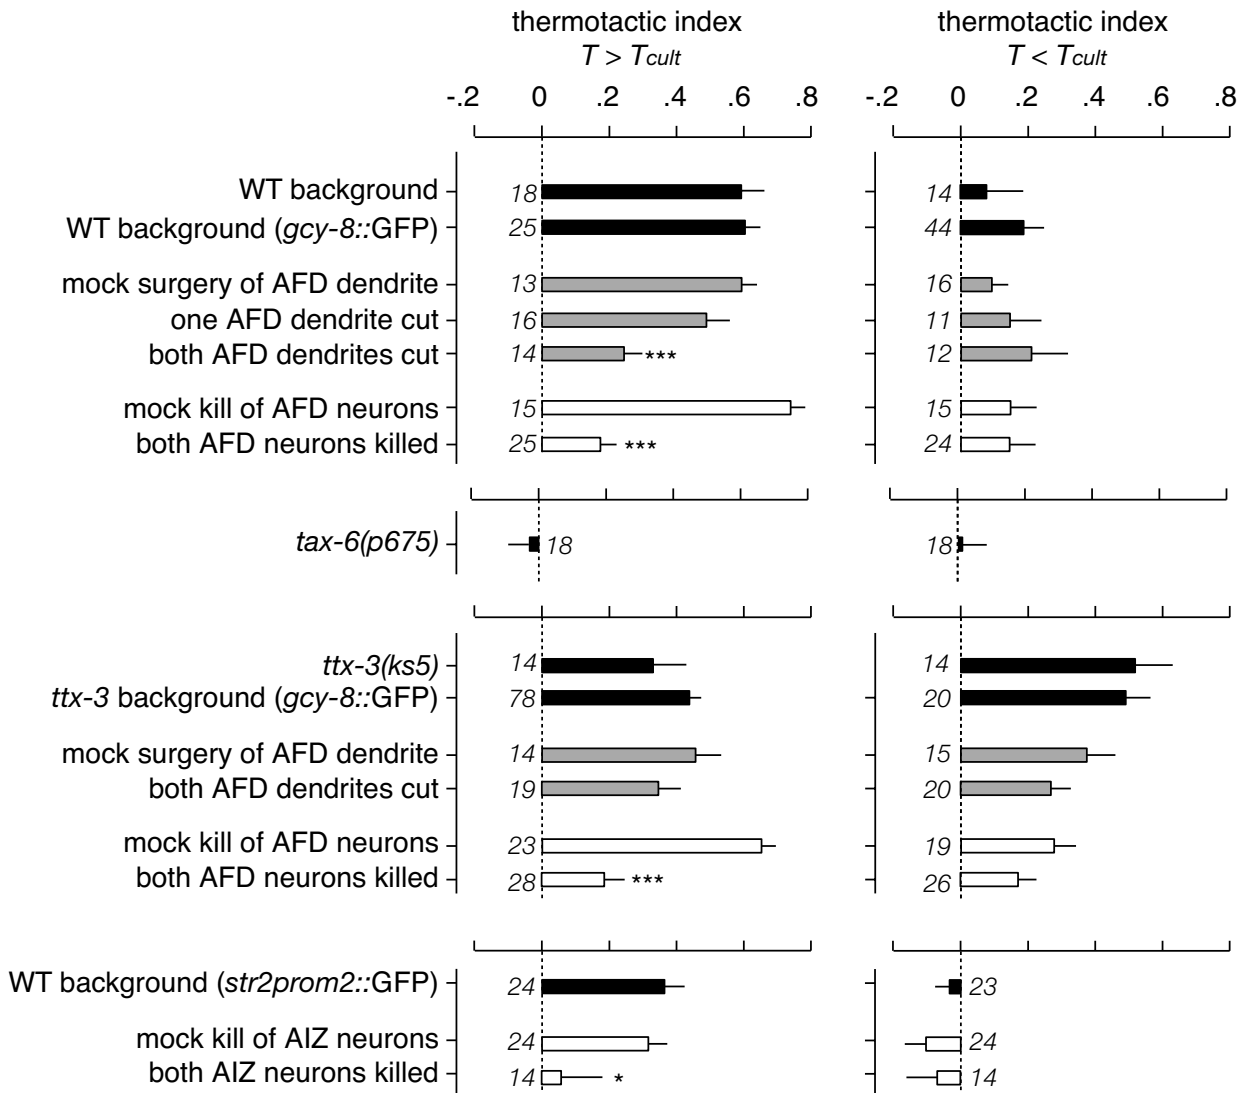 thermotactic index thermotactic index
T > Tcult T < Tcult
-.2 0 .2 .4 .6 .8 -.2 0 .2 .4 .6 .8
WT background 18 14
WT background (gcy-8::GFP) 25 44
mock surgery of AFD dendrite 13 16
one AFD dendrite cut 16 11
both AFD dendrites cut 14 *** 12
mock kill of AFD neurons 15 15
both AFD neurons killed 25 *** 24
tax-6(p675) 18 18
ttx-3(ks5) 14 14
ttx-3 background (gcy-8::GFP) 78 20
mock surgery of AFD dendrite 14 15
both AFD dendrites cut 19 20
mock kill of AFD neurons 23 19
both AFD neurons killed 28 *** 26
WT background (str2prom2::GFP) 24 23
mock kill of AIZ neurons 24 24
both AIZ neurons killed 14 * 14